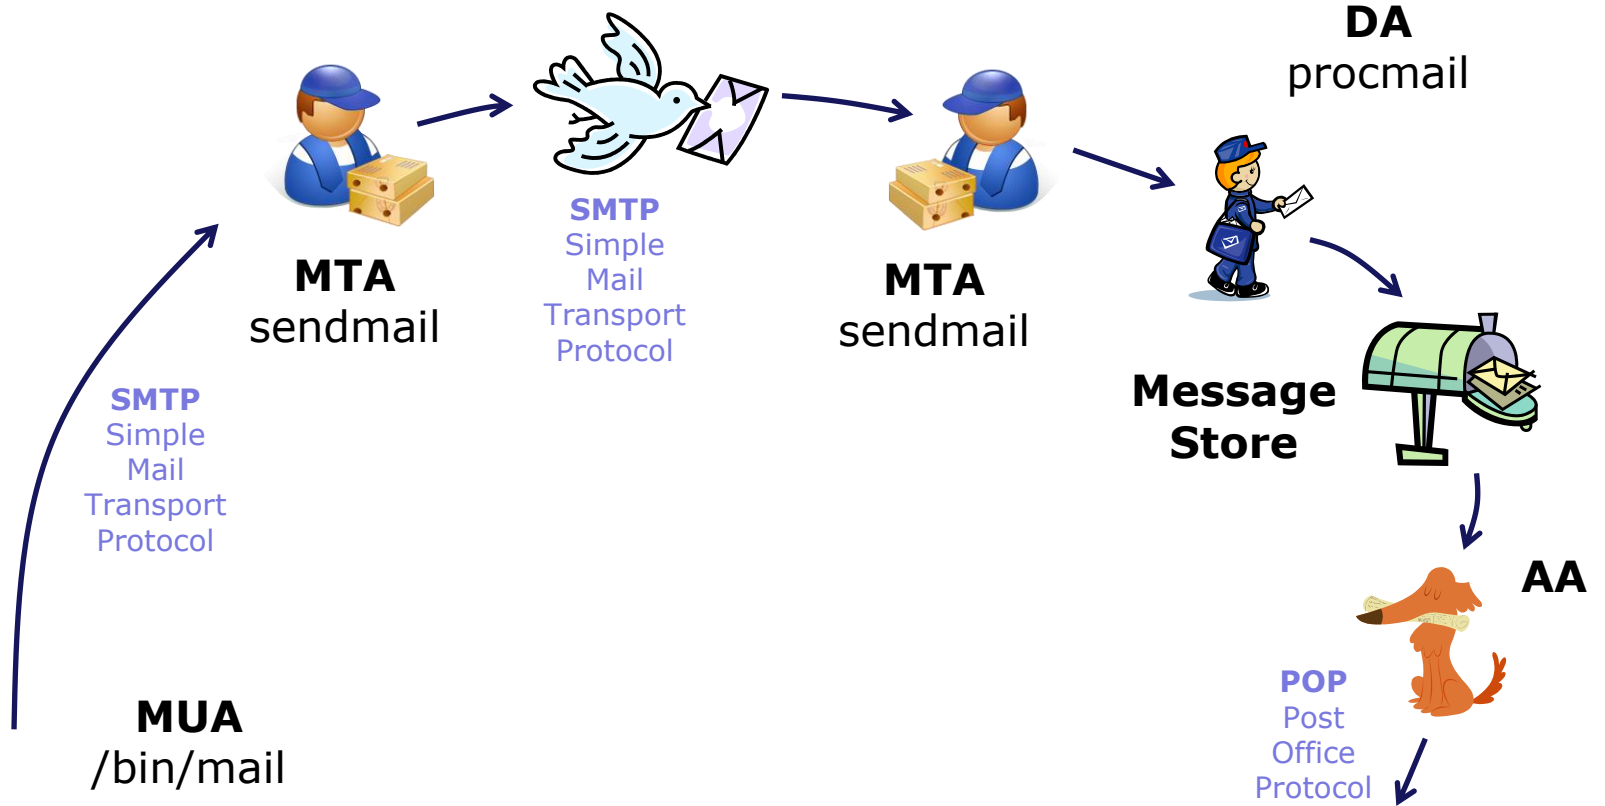 DA
procmail
SMTP
Simple
Mail
Transport
Protocol
MTA
sendmail
MTA
sendmail
Message
Store
SMTP
Simple
Mail
Transport
Protocol
AA
POP
Post
Office
Protocol
MUA
/bin/mail